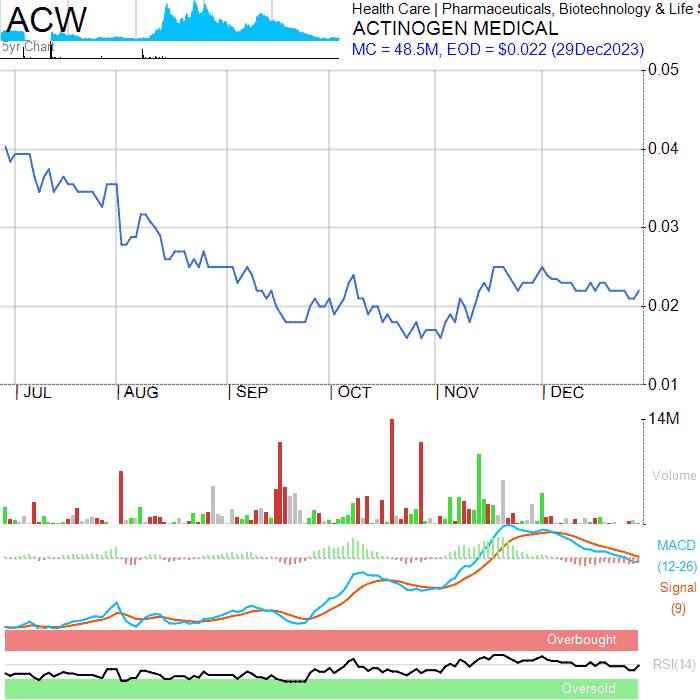 ACW
5yr Chart
Health Care | Pharmaceuticals, Biotechnology & Life S
ACTINOGEN MEDICAL
MC = 48.5M, EOD = $0.022 (29Dec2023)
0.05
0.04
0.03
0.02
0.01
JUL AUG SEP OCT NOV DEC
14M
Volume
MACD
(12-26)
Signal
(9)
Overbought
RSI(14)
Oversold